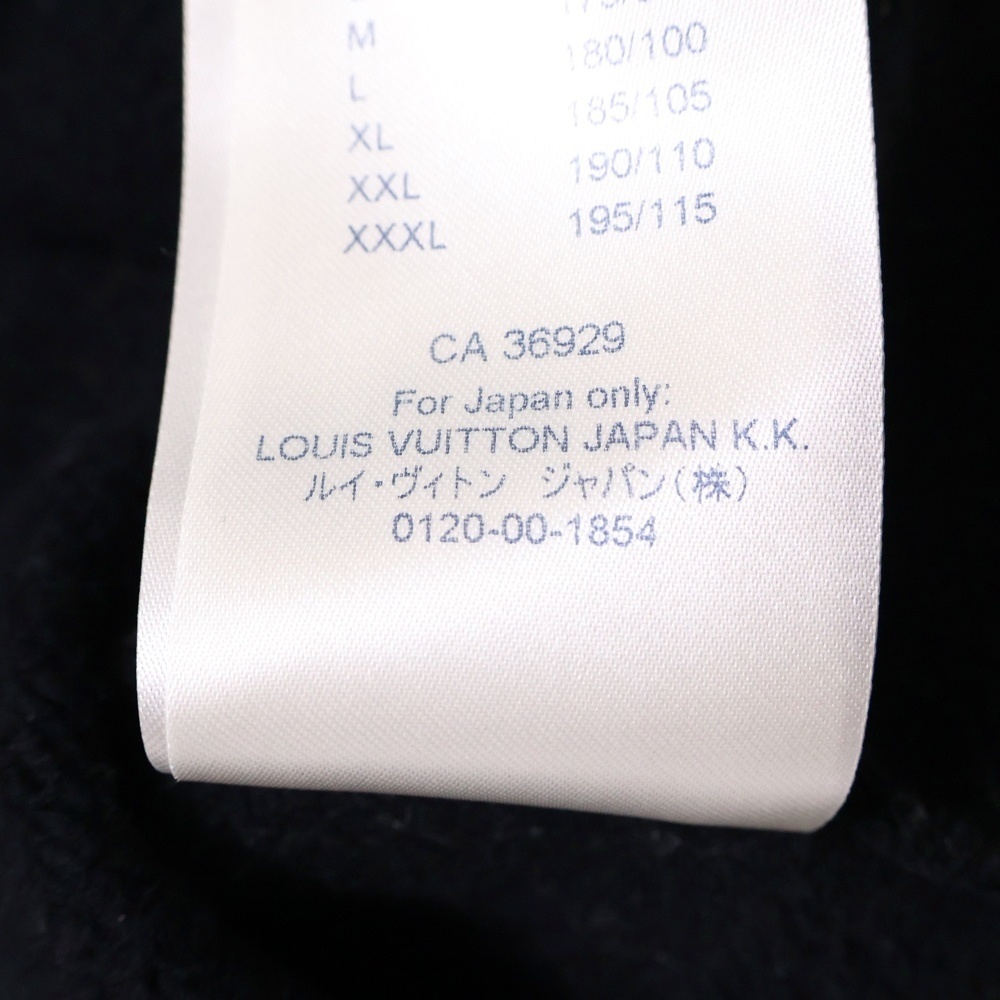 M 180/100
L 185/105
XL 190/110
XXL 195/115
XXXL
CA 36929
For Japan only:
LOUIS VUITTON JAPAN K.K.
ルイ・ヴィトン ジャパン(株)
0120-00-1854